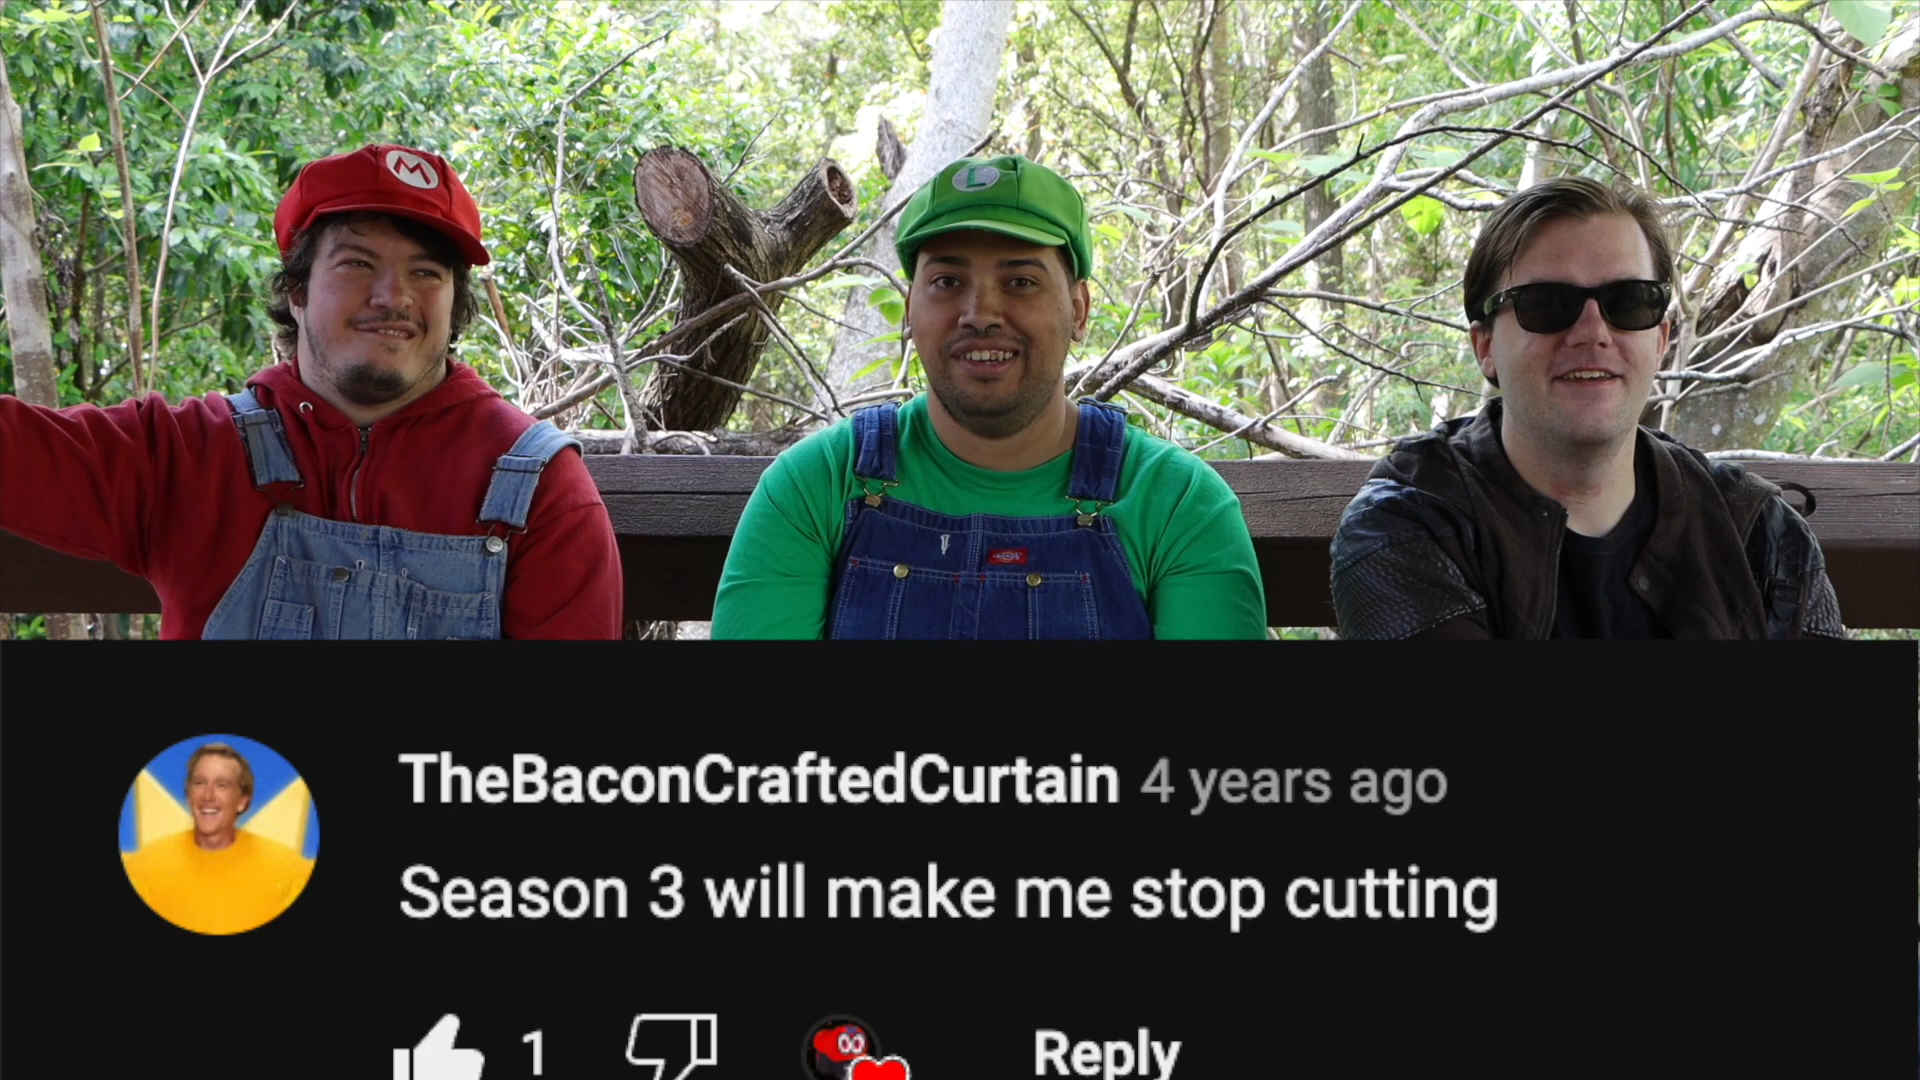 M
L
TheBaconCraftedCurtain 4 years ago
Season 3 will make me stop cutting
1 Reply